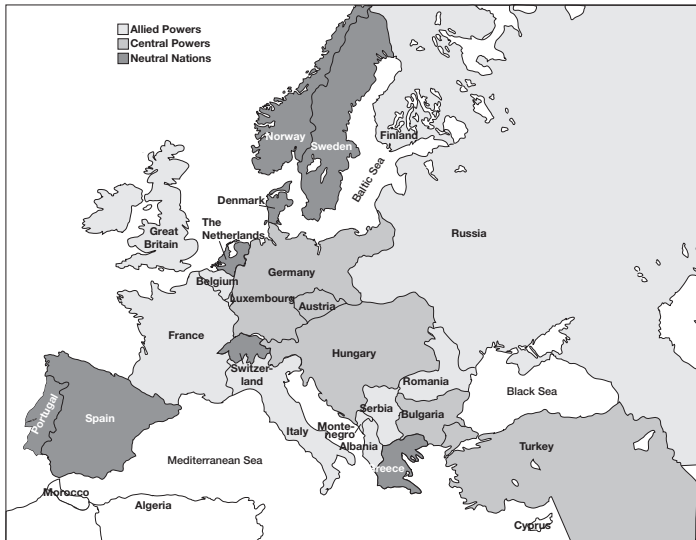 Allied Powers
Central Powers
Neutral Nations
Norway
Sweden
Finland
Baltic Sea
Denmark
The
Netherlands
Great
Britain
Russia
Belgium
Germany
Luxembourg
Austria
France
Hungary
Switzer-
land
Romania
Black Sea
Serbia
Bulgaria
Portugal
Spain
Italy
Monte-
negro
Albania
Turkey
Mediterranean Sea
Greece
Morocco
Algeria
Cyprus